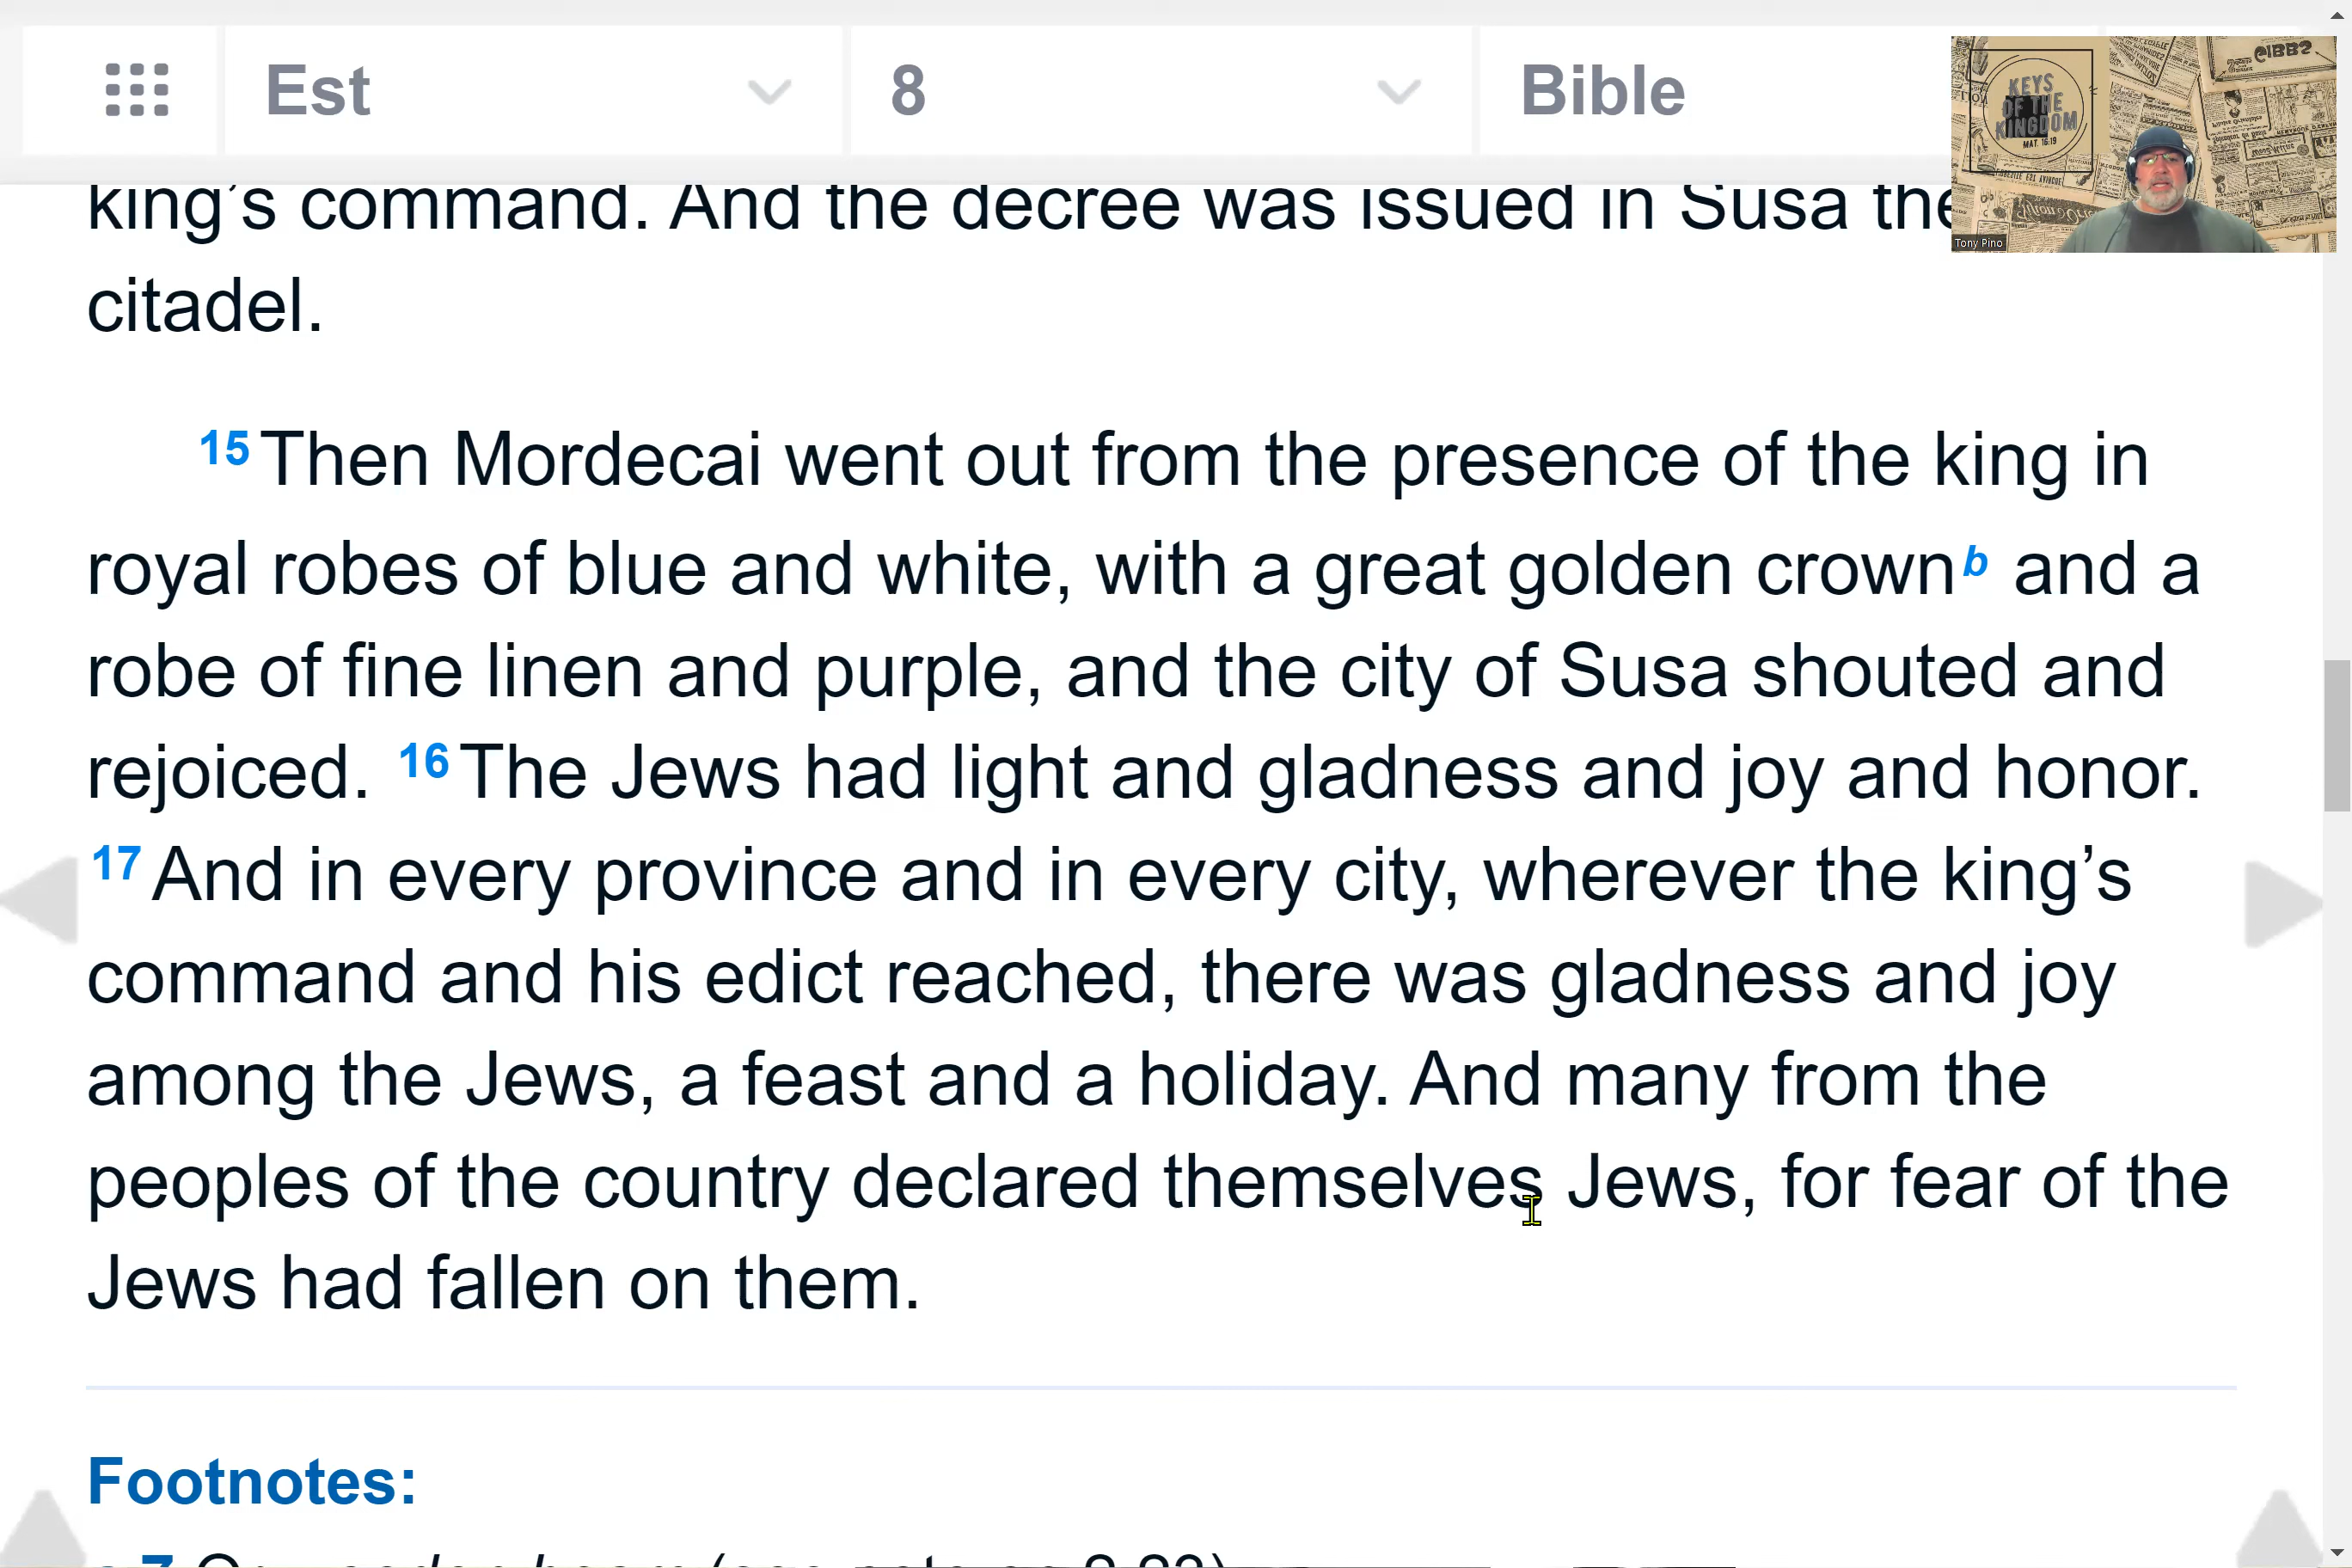 Est
8
Bible
KEYS
OF THE
KINGDOM
MAT. 16:19
GIBBS
Tony Pino
king’s command. And the decree was issued in Susa the
citadel.
15 Then Mordecai went out from the presence of the king in
royal robes of blue and white, with a great golden crown b and a
robe of fine linen and purple, and the city of Susa shouted and
rejoiced. 16 The Jews had light and gladness and joy and honor.
17 And in every province and in every city, wherever the king’s
command and his edict reached, there was gladness and joy
among the Jews, a feast and a holiday. And many from the
peoples of the country declared themselves Jews, for fear of the
Jews had fallen on them.
Footnotes: